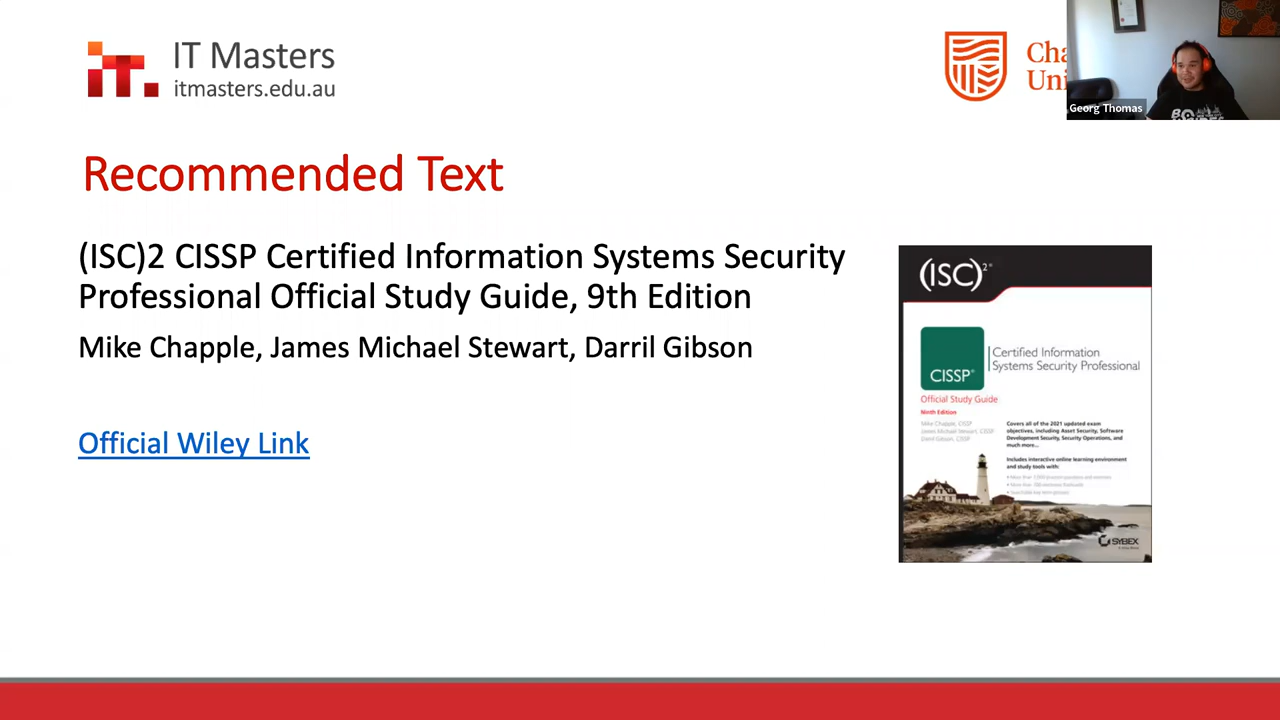 IT Masters
itmasters.edu.au
Georg Thomas
Recommended Text
(ISC)2 CISSP Certified Information Systems Security
Professional Official Study Guide, 9th Edition
Mike Chapple, James Michael Stewart, Darril Gibson
Official Wiley Link
(ISC)2®
CISSP®
Certified Information
Systems Security Professional
Official Study Guide
Ninth Edition
Mike Chapple, CISSP
James Michael Stewart, CISSP
Darril Gibson, CISSP
Covers all of the 2021 updated exam
objectives, including Asset Security, Software
Development Security, Security Operations, and
much more...
Includes interactive online learning environment
and study tools with:
SYBEX